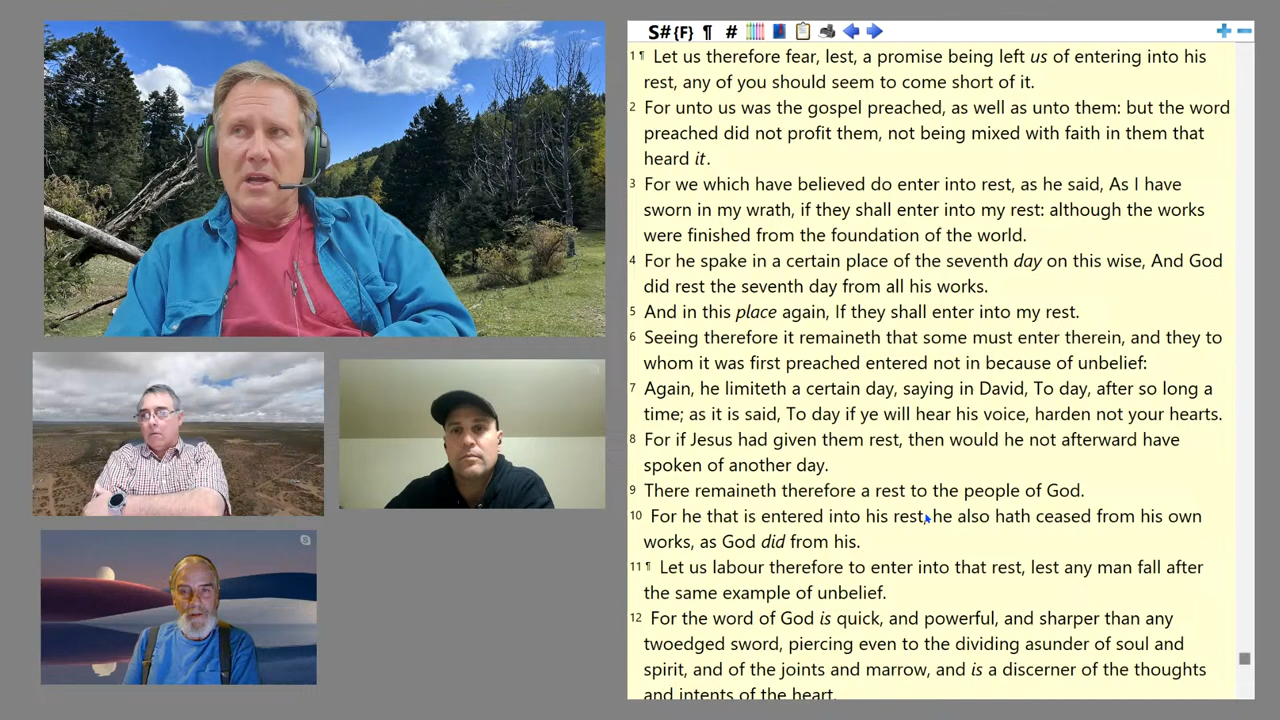 S# {F} ¶ #
1 ¶ Let us therefore fear, lest, a promise being left us of entering into his
rest, any of you should seem to come short of it.
2 For unto us was the gospel preached, as well as unto them: but the word
preached did not profit them, not being mixed with faith in them that
heard it.
3 For we which have believed do enter into rest, as he said, As I have
sworn in my wrath, if they shall enter into my rest: although the works
were finished from the foundation of the world.
4 For he spake in a certain place of the seventh day on this wise, And God
did rest the seventh day from all his works.
5 And in this place again, If they shall enter into my rest.
6 Seeing therefore it remaineth that some must enter therein, and they to
whom it was first preached entered not in because of unbelief:
7 Again, he limiteth a certain day, saying in David, To day, after so long a
time; as it is said, To day if ye will hear his voice, harden not your hearts.
8 For if Jesus had given them rest, then would he not afterward have
spoken of another day.
9 There remaineth therefore a rest to the people of God.
10 For he that is entered into his rest, he also hath ceased from his own
works, as God did from his.
11 ¶ Let us labour therefore to enter into that rest, lest any man fall after
the same example of unbelief.
12 For the word of God is quick, and powerful, and sharper than any
twoedged sword, piercing even to the dividing asunder of soul and
spirit, and of the joints and marrow, and is a discerner of the thoughts
and intents of the heart.